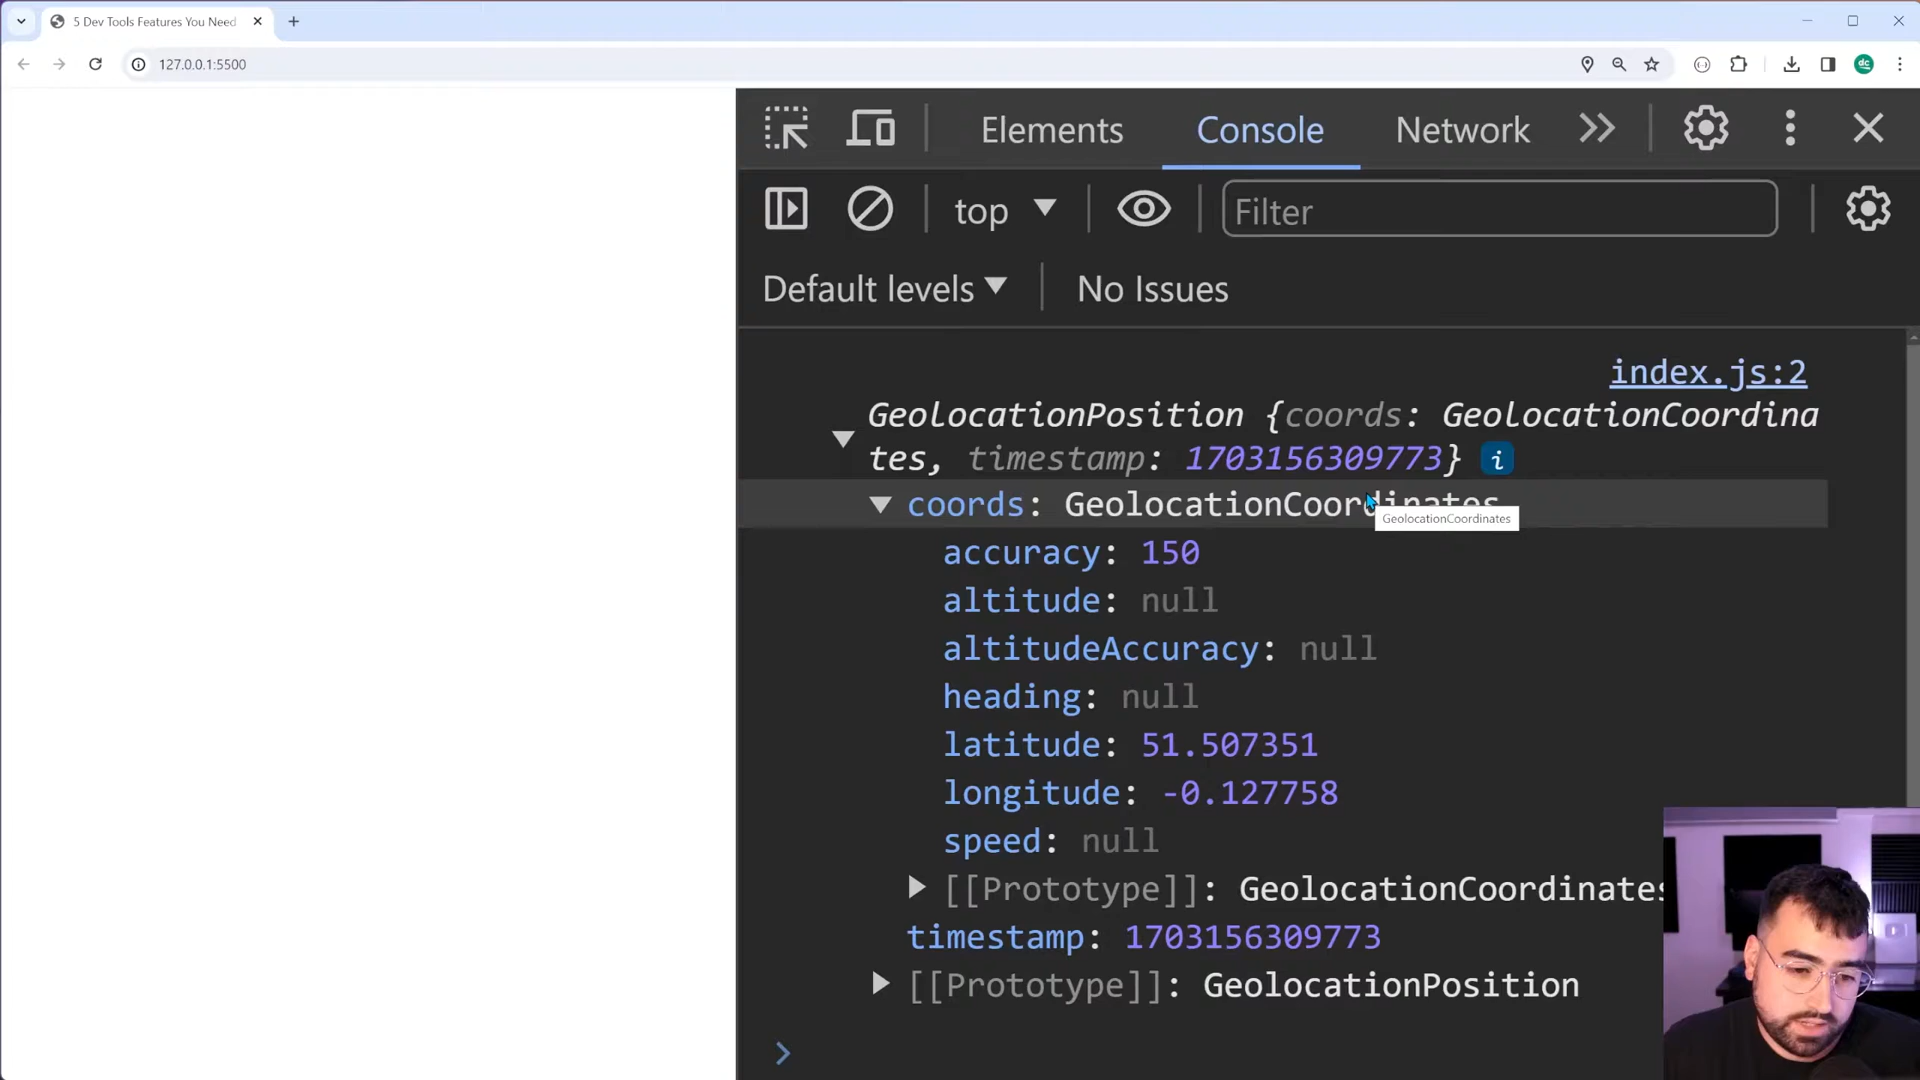 5 Dev Tools Features You Need
127.0.0.1:5500
dc
Elements Console Network
top Filter
Default levels No Issues
index.js:2
GeolocationPosition {coords: GeolocationCoordina
tes, timestamp: 1703156309773} i
coords: GeolocationCoordinates
GeolocationCoordinates
accuracy: 150
altitude: null
altitudeAccuracy: null
heading: null
latitude: 51.507351
longitude: -0.127758
speed: null
[[Prototype]]: GeolocationCoordinates
timestamp: 1703156309773
[[Prototype]]: GeolocationPosition